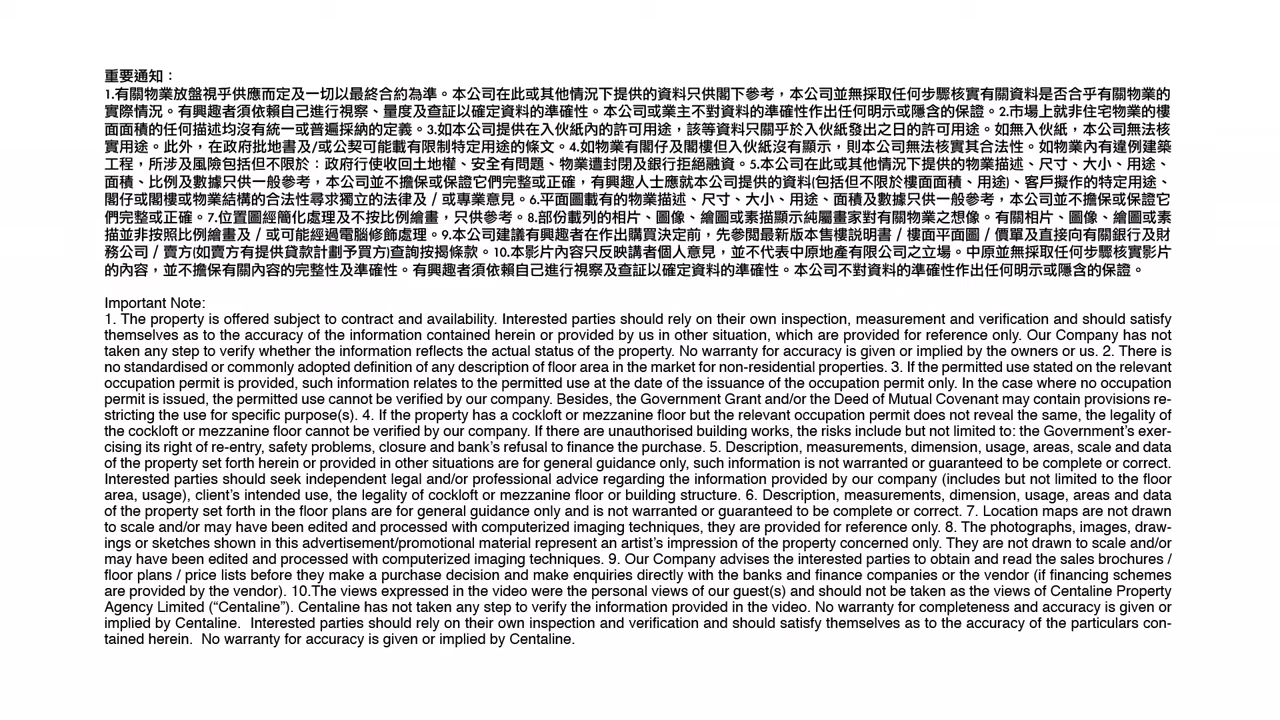 重要通知：
1.有關物業放盤視乎供應而定及一切以最終合約為準。本公司在此或其他情況下提供的資料只供閣下參考，本公司並無採取任何步驟核實有關資料是否合乎有關物業的
實際情況。有興趣者須依賴自己進行視察、量度及查証以確定資料的準確性。本公司或業主不對資料的準確性作出任何明示或隱含的保證。2.市場上就非住宅物業的樓
面面積的任何描述均沒有統一或普遍採納的定義。3.如本公司提供在入伙紙內的許可用途，該等資料只關乎於入伙紙發出之日的許可用途。如無入伙紙，本公司無法核
實用途。此外，在政府批地書及/或公契可能載有限制特定用途的條文。4.如物業有閣仔及閣樓但入伙紙沒有顯示，則本公司無法核實其合法性。如物業內有違例建築
工程，所涉及風險包括但不限於：政府行使收回土地權、安全有問題、物業遭封閉及銀行拒絕融資。5.本公司在此或其他情況下提供的物業描述、尺寸、大小、用途、
面積、比例及數據只供一般參考，本公司並不擔保或保證它們完整或正確，有興趣人士應就本公司提供的資料(包括但不限於樓面面積、用途)、客戶擬作的特定用途、
閣仔或閣樓或物業結構的合法性尋求獨立的法律及 / 或專業意見。6.平面圖載有的物業描述、尺寸、大小、用途、面積及數據只供一般參考，本公司並不擔保或保證它
們完整或正確。7.位置圖經簡化處理及不按比例繪畫，只供參考。8.部份載列的相片、圖像、繪圖或素描顯示純屬畫家對有關物業之想像。有關相片、圖像、繪圖或素
描並非按照比例繪畫及 / 或可能經過電腦修飾處理。9.本公司建議有興趣者在作出購買決定前，先參閱最新版本售樓說明書 / 樓面平面圖 / 價單及直接向有關銀行及財
務公司 / 賣方(如賣方有提供貸款計劃予買方)查詢按揭條款。10.本影片內容只反映講者個人意見，並不代表中原地產有限公司之立場。中原並無採取任何步驟核實影片
的內容，並不擔保有關內容的完整性及準確性。有興趣者須依賴自己進行視察及查証以確定資料的準確性。本公司不對資料的準確性作出任何明示或隱含的保證。
Important Note:
1. The property is offered subject to contract and availability. Interested parties should rely on their own inspection, measurement and verification and should satisfy
themselves as to the accuracy of the information contained herein or provided by us in other situation, which are provided for reference only. Our Company has not
taken any step to verify whether the information reflects the actual status of the property. No warranty for accuracy is given or implied by the owners or us. 2. There is
no standardised or commonly adopted definition of any description of floor area in the market for non-residential properties. 3. If the permitted use stated on the relevant
occupation permit is provided, such information relates to the permitted use at the date of the issuance of the occupation permit only. In the case where no occupation
permit is issued, the permitted use cannot be verified by our company. Besides, the Government Grant and/or the Deed of Mutual Covenant may contain provisions re-
stricting the use for specific purpose(s). 4. If the property has a cockloft or mezzanine floor but the relevant occupation permit does not reveal the same, the legality of
the cockloft or mezzanine floor cannot be verified by our company. If there are unauthorised building works, the risks include but not limited to: the Government's exer-
cising its right of re-entry, safety problems, closure and bank's refusal to finance the purchase. 5. Description, measurements, dimension, usage, areas, scale and data
of the property set forth herein or provided in other situations are for general guidance only, such information is not warranted or guaranteed to be complete or correct.
Interested parties should seek independent legal and/or professional advice regarding the information provided by our company (includes but not limited to the floor
area, usage), client's intended use, the legality of cockloft or mezzanine floor or building structure. 6. Description, measurements, dimension, usage, areas and data
of the property set forth in the floor plans are for general guidance only and is not warranted or guaranteed to be complete or correct. 7. Location maps are not drawn
to scale and/or may have been edited and processed with computerized imaging techniques, they are provided for reference only. 8. The photographs, images, draw-
ings or sketches shown in this advertisement/promotional material represent an artist's impression of the property concerned only. They are not drawn to scale and/or
may have been edited and processed with computerized imaging techniques. 9. Our Company advises the interested parties to obtain and read the sales brochures /
floor plans / price lists before they make a purchase decision and make enquiries directly with the banks and finance companies or the vendor (if financing schemes
are provided by the vendor). 10.The views expressed in the video were the personal views of our guest(s) and should not be taken as the views of Centaline Property
Agency Limited ("Centaline"). Centaline has not taken any step to verify the information provided in the video. No warranty for completeness and accuracy is given or
implied by Centaline.  Interested parties should rely on their own inspection and verification and should satisfy themselves as to the accuracy of the particulars con-
tained herein.  No warranty for accuracy is given or implied by Centaline.